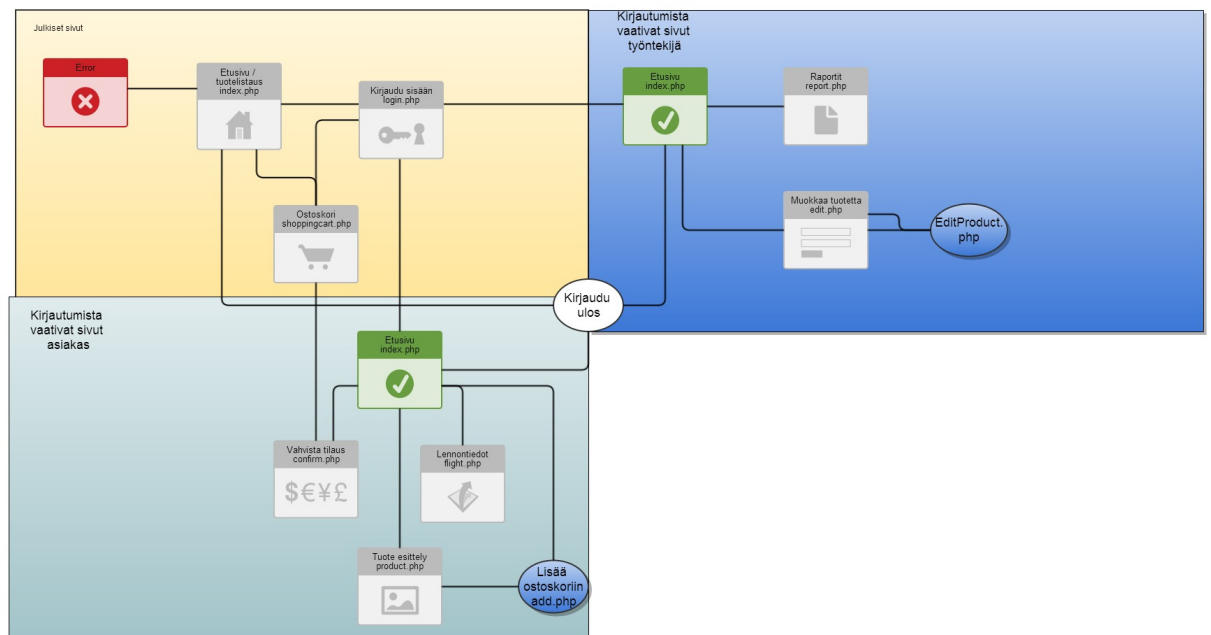 Julkiset sivut
Error
Etusivu /
tuotelistaus
index.php
Kirjaudu sisään
login.php
Ostoskori
shoppingcart.php
Kirjautumista
vaativat sivut
työntekijä
Etusivu
index.php
Raportit
report.php
Muokkaa tuotetta
edit.php
EditProduct.
php
Kirjaudu
ulos
Kirjautumista
vaativat sivut
asiakas
Etusivu
index.php
Vahvista tilaus
confirm.php
$€¥£
Lennontiedot
flight.php
Tuote esittely
product.php
Lisää
ostoskoriin
add.php